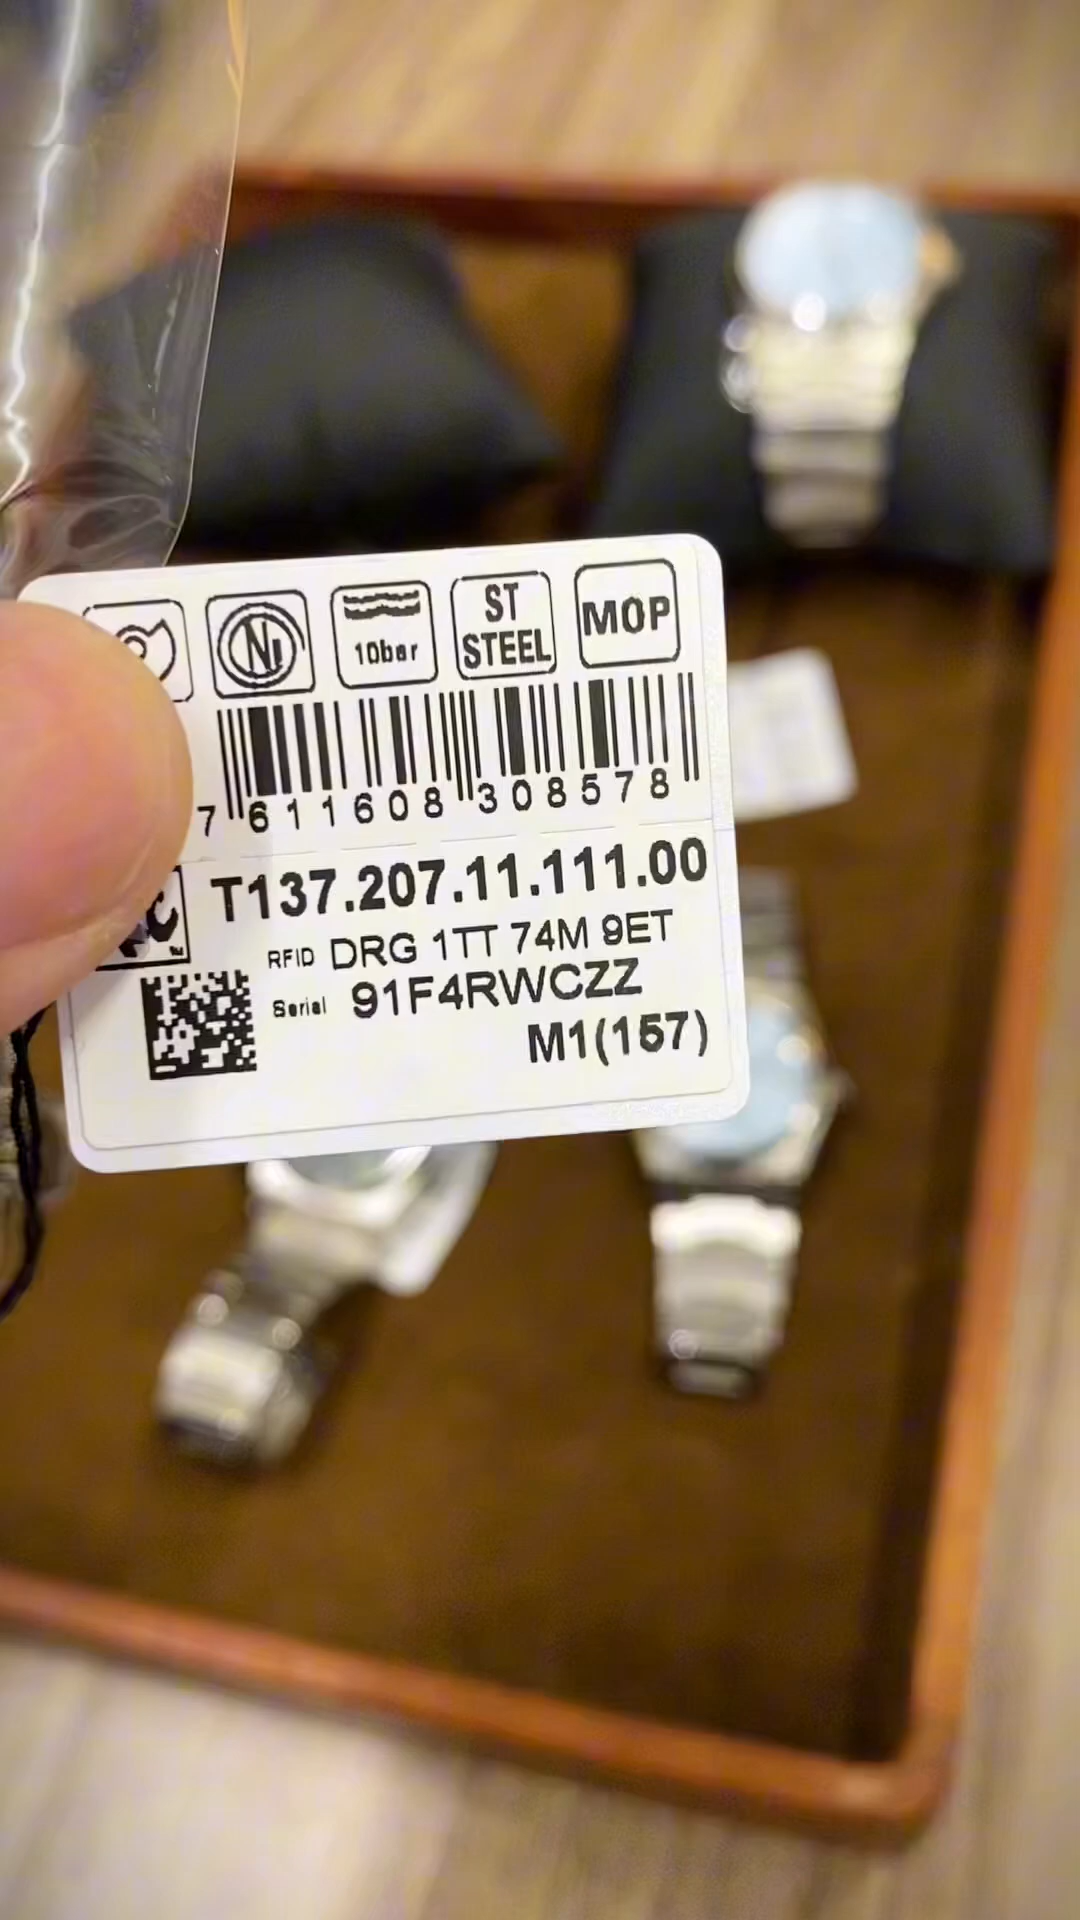 N
10bar
ST
STEEL
MOP
7 611608 308578
T137.207.11.111.00
RFID DRG 1TT 74M 9ET
Serial 91F4RWCZZ
M1(157)